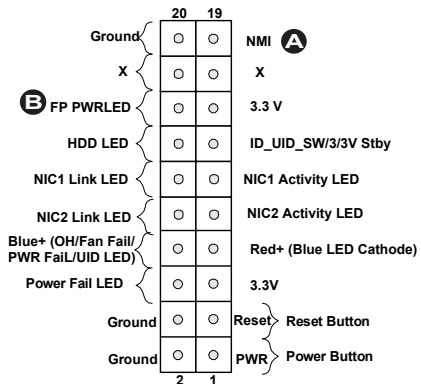 20 19
Ground NMI A
X X
B FP PWRLED 3.3 V
HDD LED ID_UID_SW/3/3V Stby
NIC1 Link LED NIC1 Activity LED
NIC2 Link LED NIC2 Activity LED
Blue+ (OH/Fan Fail/
PWR FaiL/UID LED) Red+ (Blue LED Cathode)
Power Fail LED 3.3V
Ground Reset Reset Button
Ground PWR Power Button
2 1